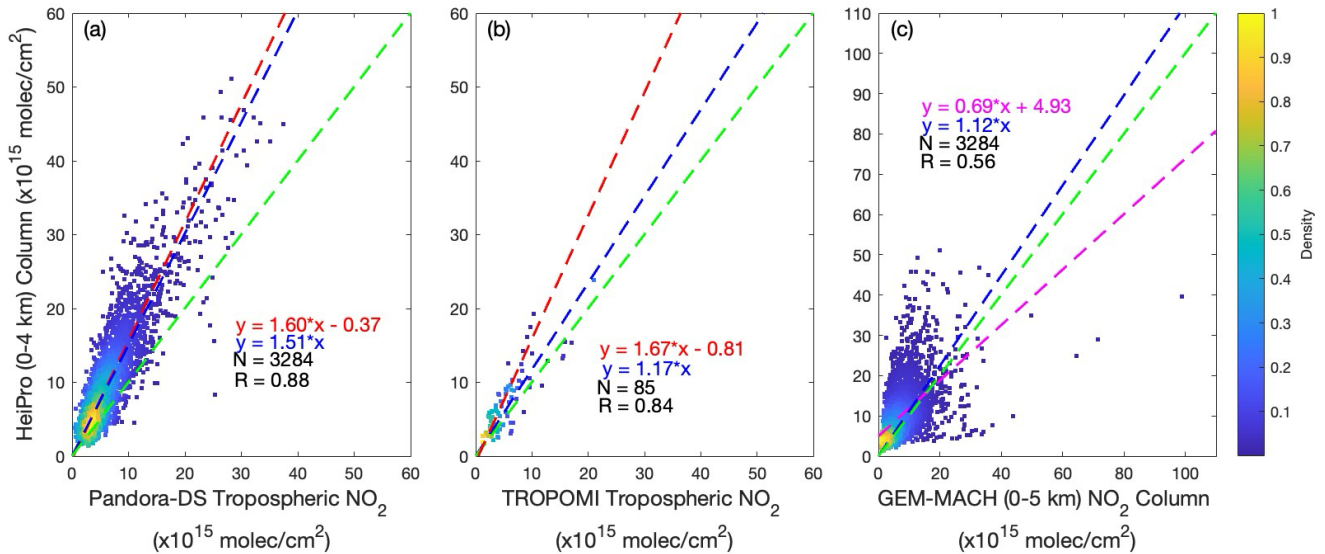 HeiPro (0-4 km) Column (x10^15 molec/cm^2)
60
50
40
30
20
10
0
(a)
y = 1.60*x - 0.37
y = 1.51*x
N = 3284
R = 0.88
0 10 20 30 40 50 60
Pandora-DS Tropospheric NO_2
(x10^15 molec/cm^2)
60
50
40
30
20
10
0
(b)
y = 1.67*x - 0.81
y = 1.17*x
N = 85
R = 0.84
0 10 20 30 40 50 60
TROPOMI Tropospheric NO_2
(x10^15 molec/cm^2)
110
100
90
80
70
60
50
40
30
20
10
0
(c)
y = 0.69*x + 4.93
y = 1.12*x
N = 3284
R = 0.56
0 20 40 60 80 100
GEM-MACH (0-5 km) NO_2 Column
(x10^15 molec/cm^2)
1
0.9
0.8
0.7
0.6
0.5
0.4
0.3
0.2
0.1
Density